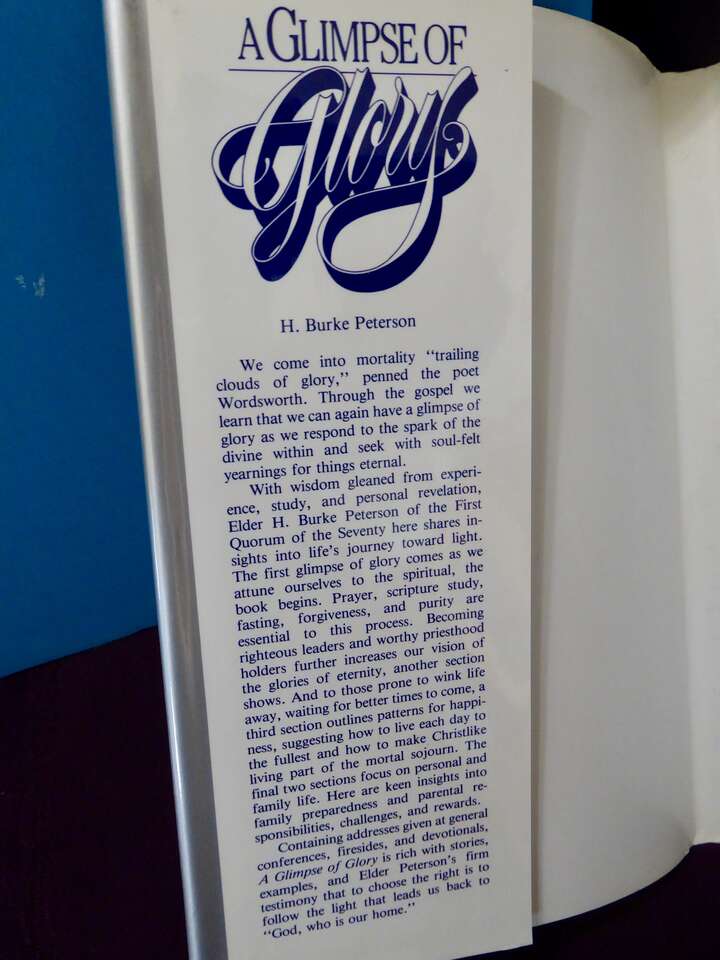 A GLIMPSE OF
Glory
H. Burke Peterson
We come into mortality “trailing
clouds of glory,” penned the poet
Wordsworth. Through the gospel we
learn that we can again have a glimpse of
glory as we respond to the spark of the
divine within and seek with soul-felt
yearnings for things eternal.
With wisdom gleaned from experi-
ence, study, and personal revelation,
Elder H. Burke Peterson of the First
Quorum of the Seventy here shares in-
sights into life’s journey toward light.
The first glimpse of glory comes as we
attune ourselves to the spiritual, the
book begins. Prayer, scripture study,
fasting, forgiveness, and purity are
essential to this process. Becoming
righteous leaders and worthy priesthood
holders further increases our vision of
the glories of eternity, another section
shows. And to those prone to wink life
away, waiting for better times to come, a
third section outlines patterns for happi-
ness, suggesting how to live each day to
the fullest and how to make Christlike
living part of the mortal sojourn. The
final two sections focus on personal and
family life. Here are keen insights into
family preparedness and parental re-
sponsibilities, challenges, and rewards.
Containing addresses given at general
conferences, firesides, and devotionals,
A Glimpse of Glory is rich with stories,
examples, and Elder Peterson’s firm
testimony that to choose the right is to
follow the light that leads us back to
“God, who is our home.”